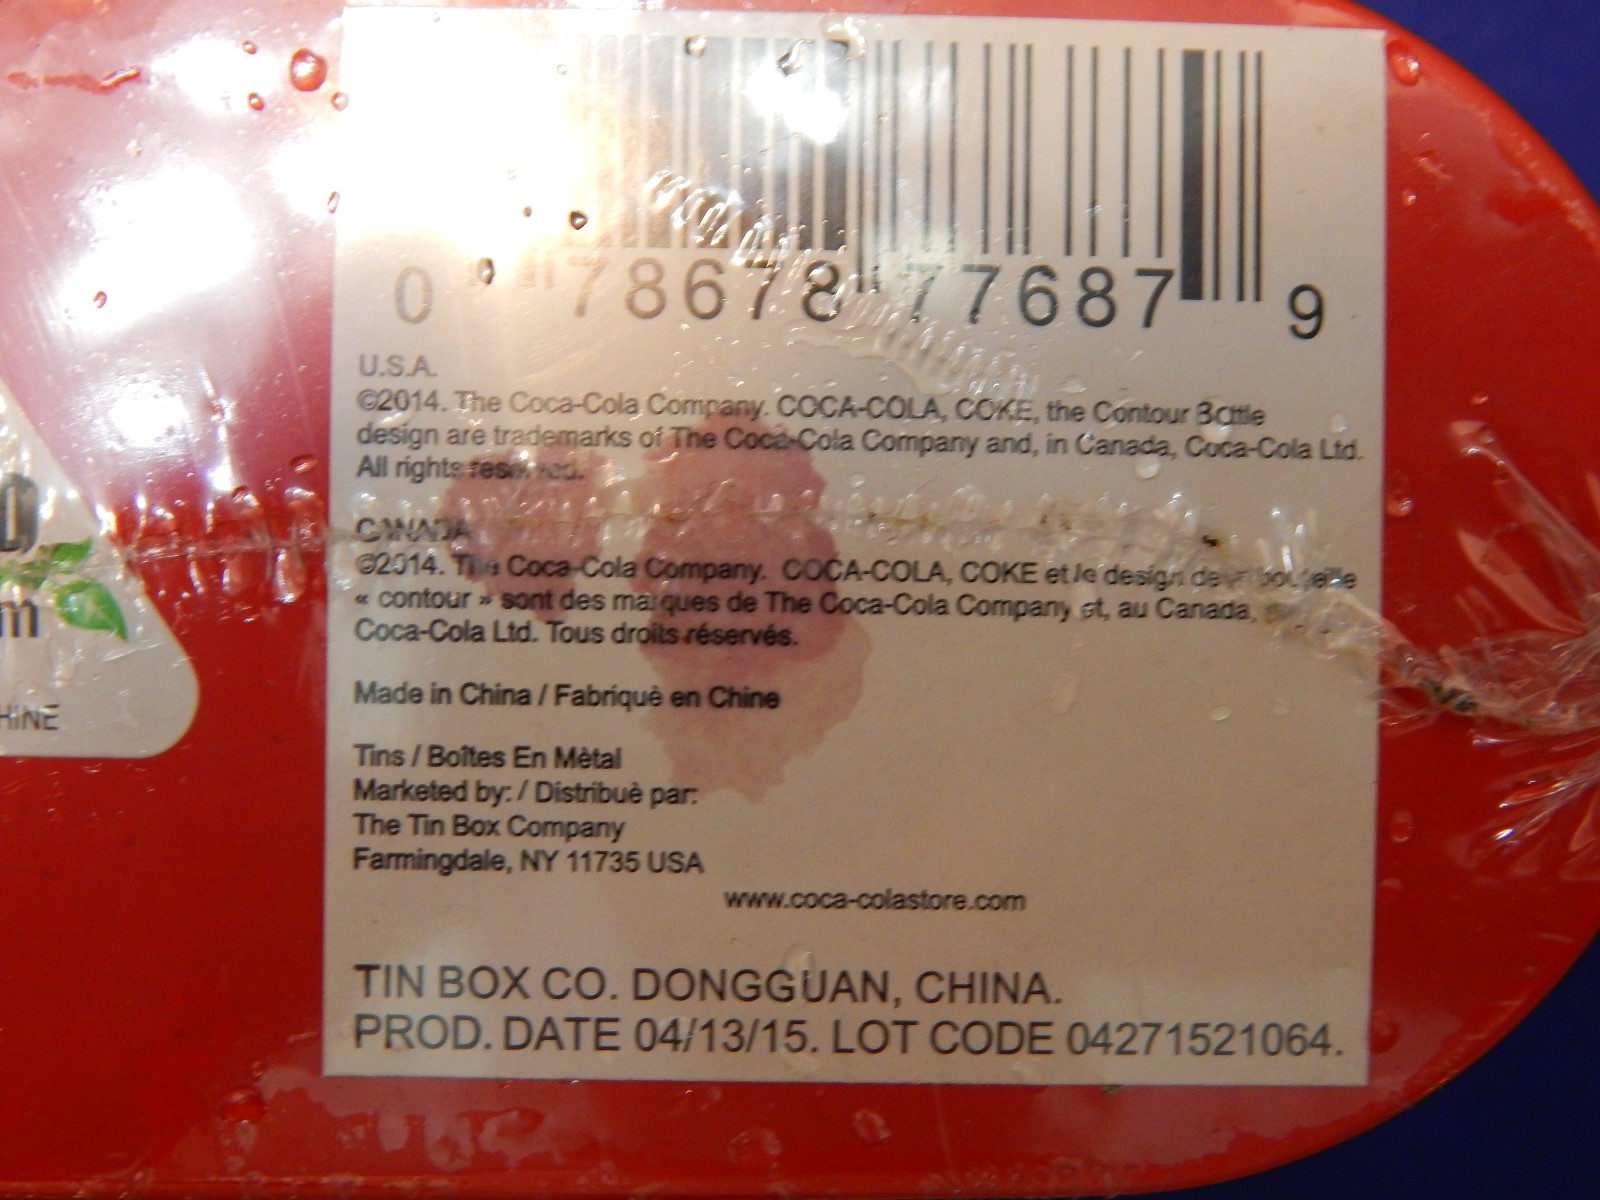 0 78678 77687 9
U.S.A.
©2014. The Coca-Cola Company. COCA-COLA, COKE, the Contour Bottle
design are trademarks of The Coca-Cola Company and, in Canada, Coca-Cola Ltd.
All rights reserved.
CANADA
©2014. The Coca-Cola Company. COCA-COLA, COKE et le design de bouteille
« contour » sont des marques de The Coca-Cola Company et, au Canada,
Coca-Cola Ltd. Tous droits réservés.
Made in China / Fabriquè en Chine
Tins / Boîtes En Mètal
Marketed by: / Distribuè par:
The Tin Box Company
Farmingdale, NY 11735 USA
www.coca-colastore.com
TIN BOX CO. DONGGUAN, CHINA.
PROD. DATE 04/13/15. LOT CODE 04271521064.
m
HINE